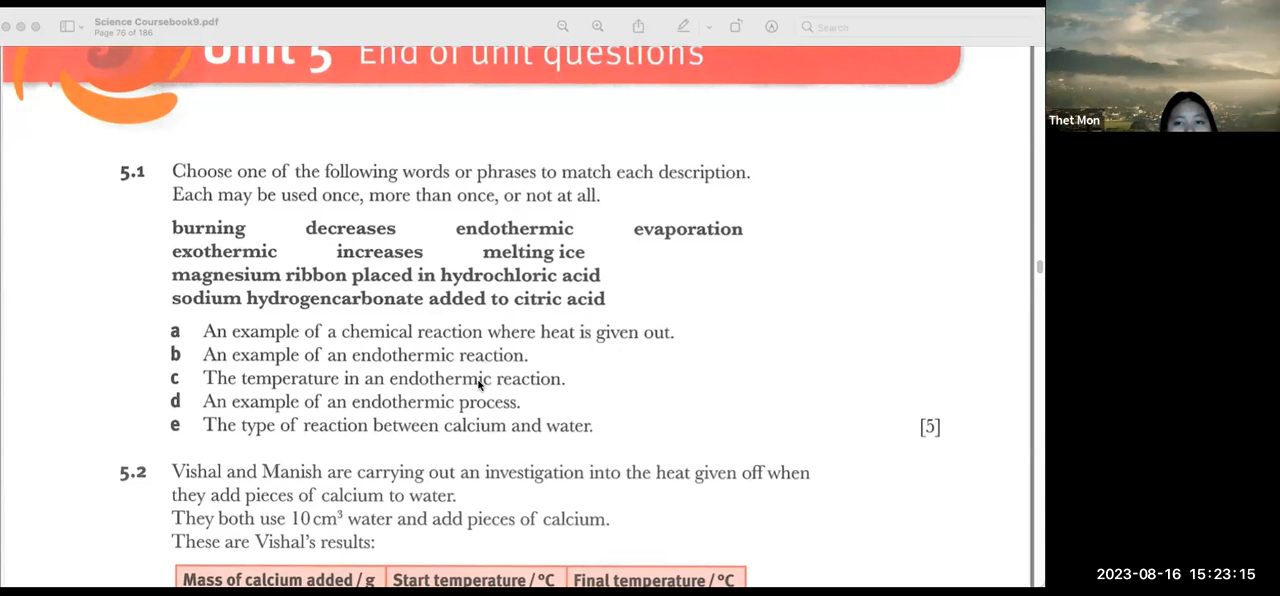 Science Coursebook9.pdf
Page 76 of 186
Search
Unit 5 End of unit questions
Thet Mon
5.1 Choose one of the following words or phrases to match each description.
Each may be used once, more than once, or not at all.
burning decreases endothermic evaporation
exothermic increases melting ice
magnesium ribbon placed in hydrochloric acid
sodium hydrogencarbonate added to citric acid
a An example of a chemical reaction where heat is given out.
b An example of an endothermic reaction.
c The temperature in an endothermic reaction.
d An example of an endothermic process.
e The type of reaction between calcium and water. [5]
5.2 Vishal and Manish are carrying out an investigation into the heat given off when
they add pieces of calcium to water.
They both use 10 cm³ water and add pieces of calcium.
These are Vishal's results:
Mass of calcium added / g Start temperature / °C Final temperature / °C
2023-08-16 15:23:15